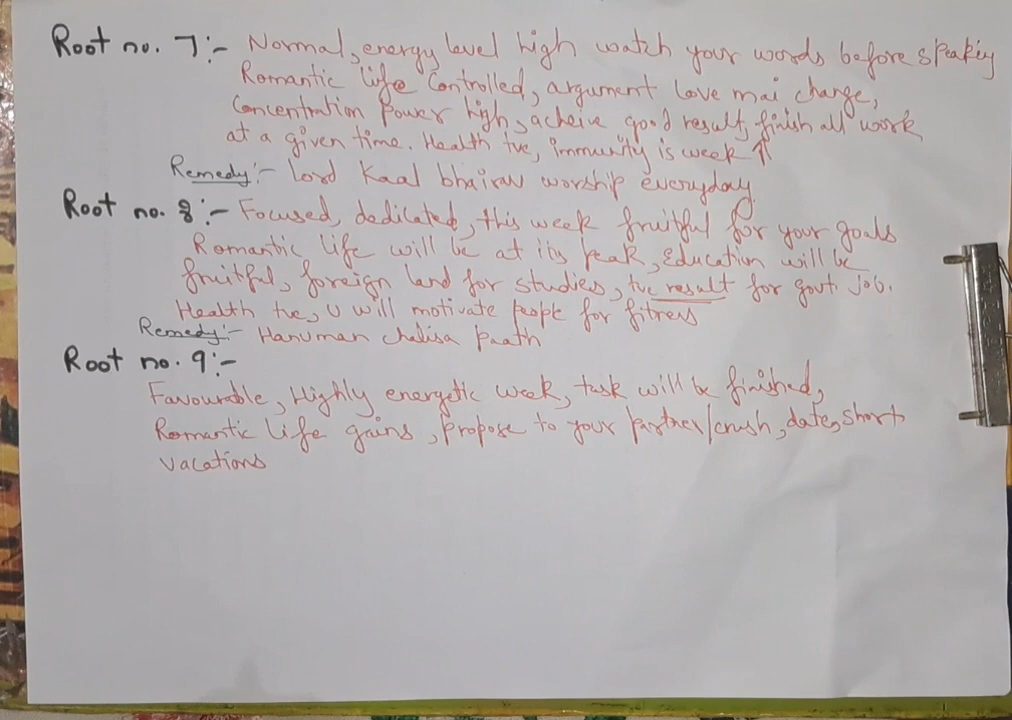 Root no. 7:- Normal, energy level high watch your words before speaking
Romantic life controlled, argument love mai change,
Concentration power high, acheive good result, finish all work
at a given time. Health +ve, immunity is week ↑
Remedy:- Lord Kaal bhairav worship everyday.
Root no. 8:- Focused, dedicated, this week fruitful for your goals
Romantic life will be at its peak, Education will be
fruitful, foreign land for studies, +ve result for govt job.
Health +ve, U will motivate people for fitness
Remedy:- Hanuman chalisa paath
Root no. 9:-
Favourable, Highly energetic week, task will be finished,
Romantic life gains, propose to your partner/crush, date, short
vacations